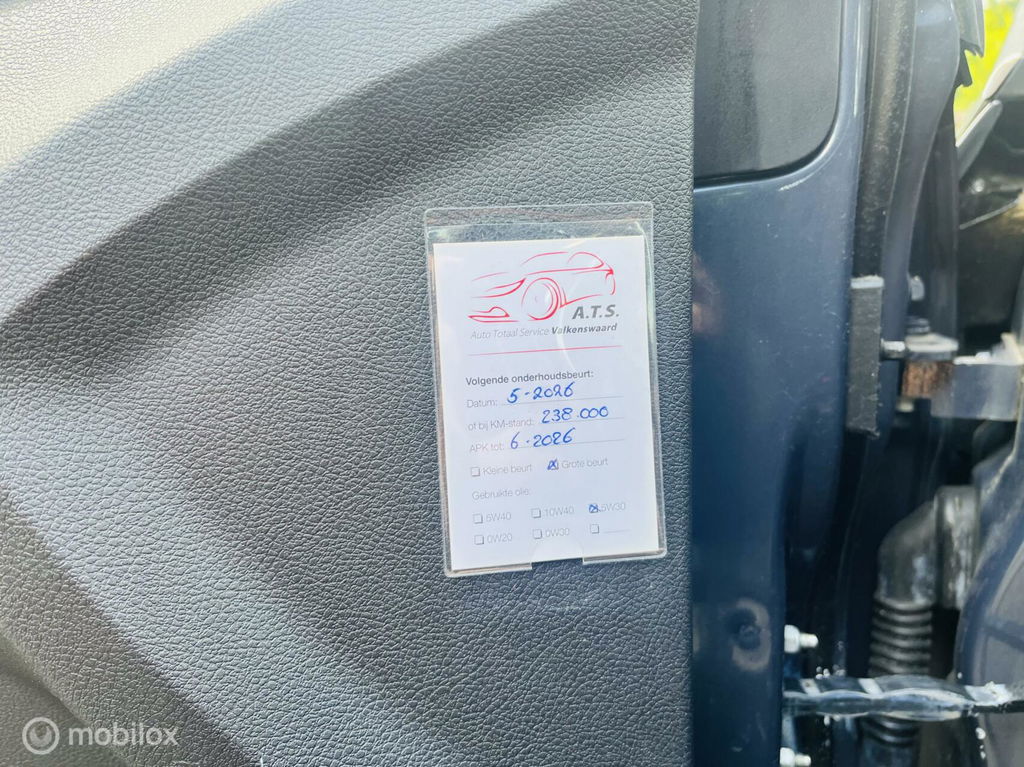 A.T.S.
Auto Totaal Service Valkenswaard
Volgende onderhoudsbeurt:
Datum: 5-2026
of bij KM-stand: 238.000
APK tot: 6-2026
Kleine beurt Grote beurt
Gebruikte olie:
5W40 10W40 5W30
0W20 0W30
mobilox